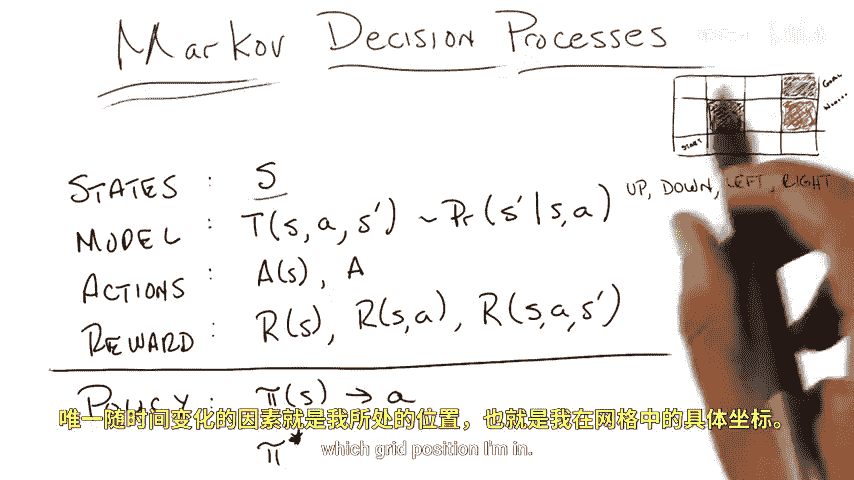 Markov Decision Processes
GOAL
START
UP, DOWN, LEFT, RIGHT
STATES : S
MODEL : T(s, a, s') ~ Pr(s' | s, a)
ACTIONS : A(s), A
REWARD : R(s), R(s,a), R(s,a,s')
POLICY : π(s) → a
π*
唯一随时间变化的因素就是我所处的位置，也就是我在网格中的具体坐标。
which grid position I'm in.